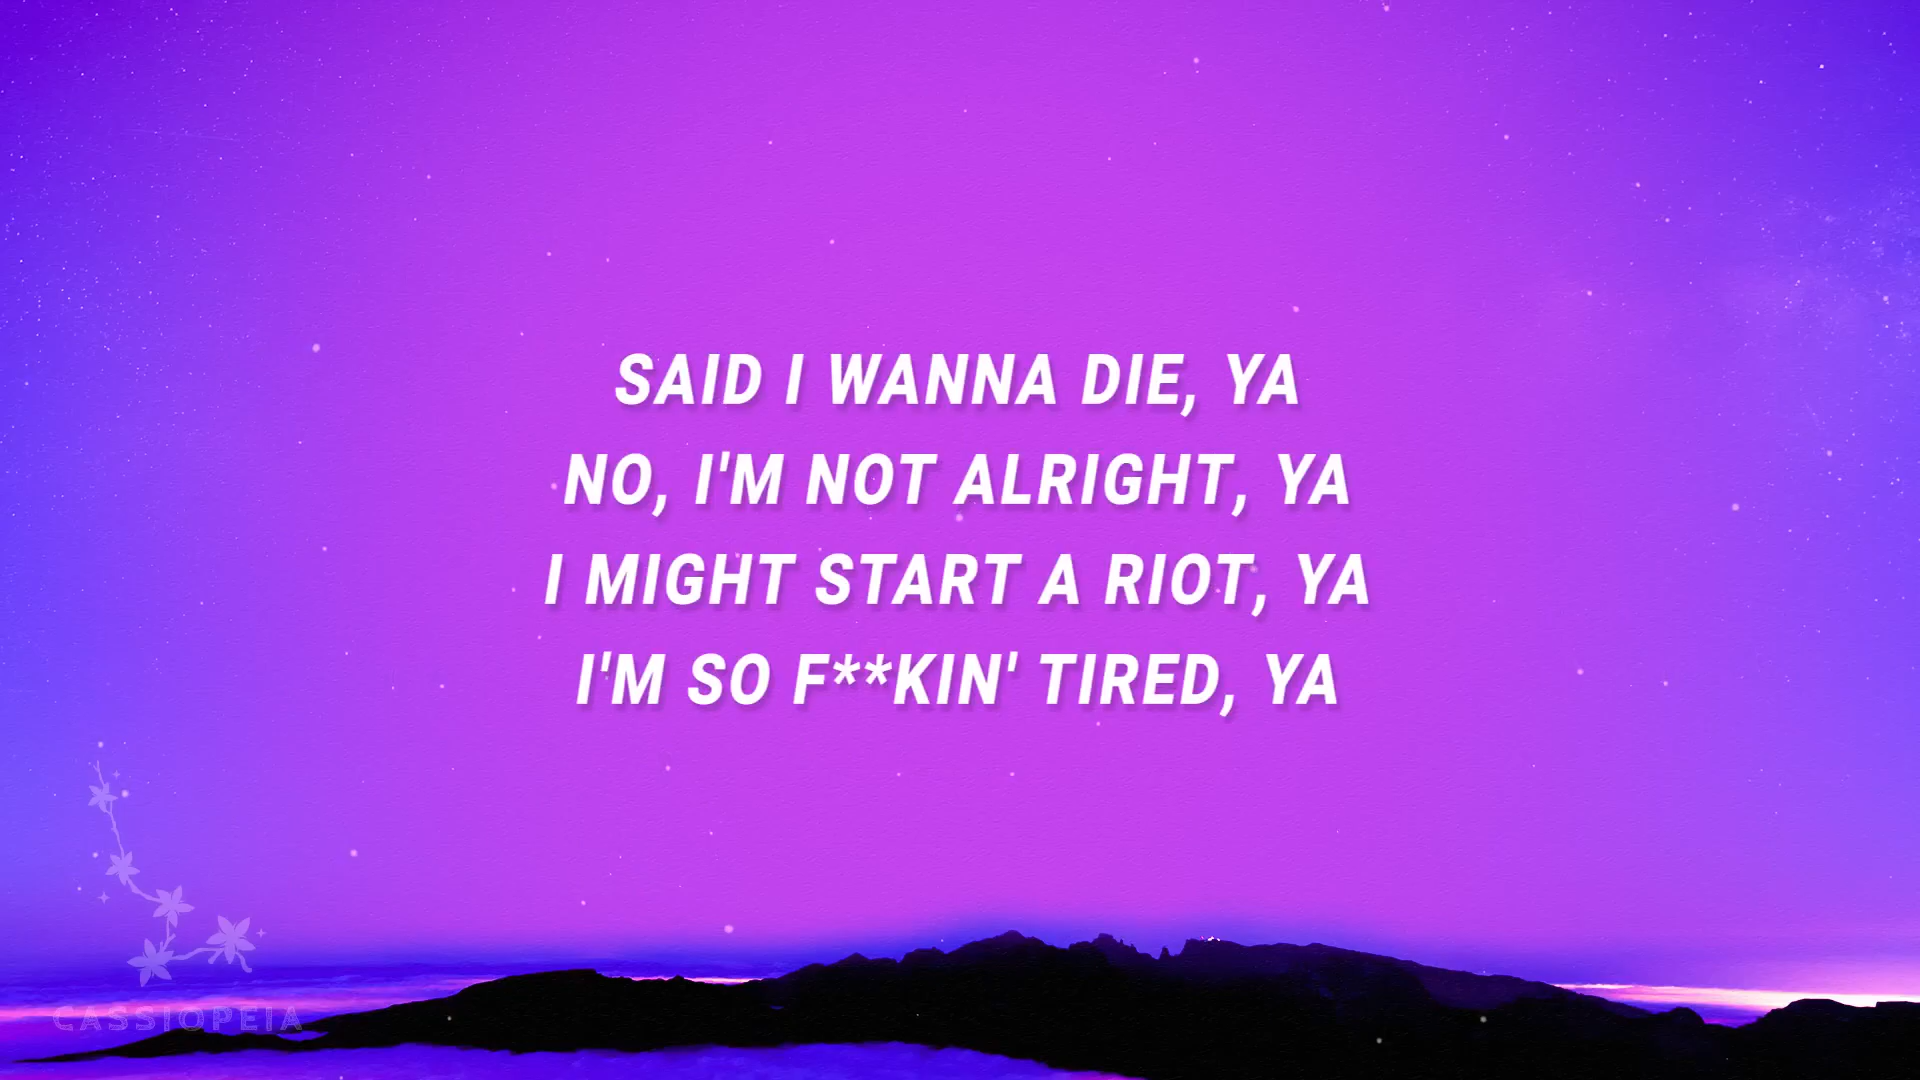 SAID I WANNA DIE, YA
NO, I'M NOT ALRIGHT, YA
I MIGHT START A RIOT, YA
I'M SO F**KIN' TIRED, YA
CASSIOPEIA